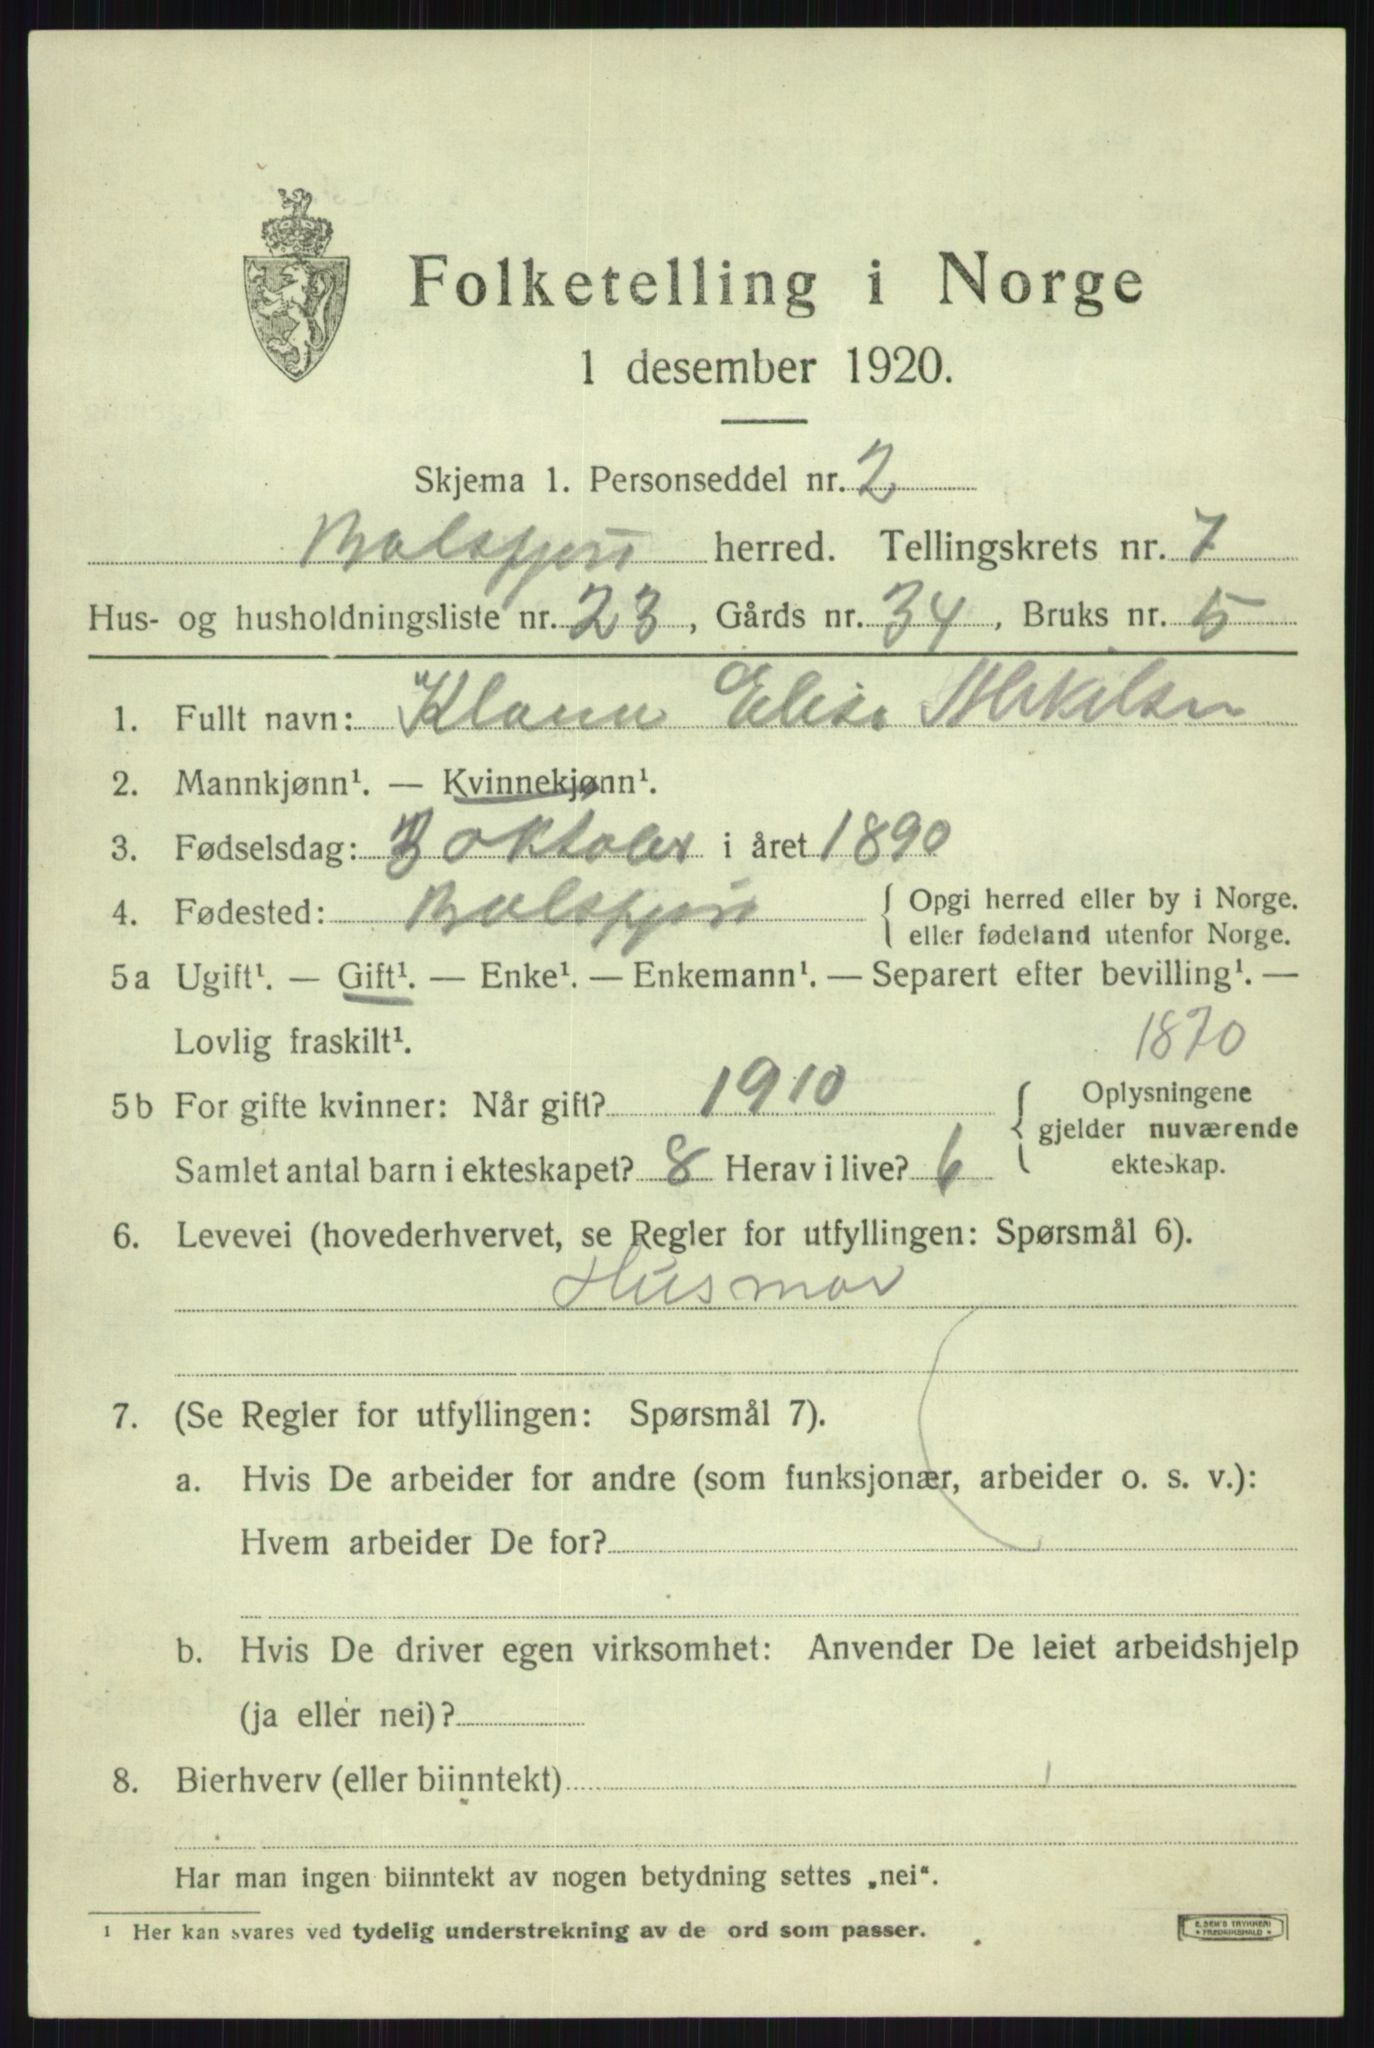 Folketelling i Norge
1 desember 1920.
Skjema 1. Personseddel nr. 2
Balsfjord herred. Tellingskrets nr. 7
Hus- og husholdningsliste nr. 23, Gårds nr. 34, Bruks nr. 5
1. Fullt navn: Elise Mikelsen
2. Mannkjønn¹. — Kvinnekjønn¹.
3. Fødselsdag: oktober i året 1890
4. Fødested: Balsfjord { Opgi herred eller by i Norge.
eller fødeland utenfor Norge.
5a Ugift¹. — Gift¹. — Enke¹. — Enkemann¹. — Separert efter bevilling¹. —
Lovlig fraskilt¹. 1870
5b For gifte kvinner: Når gift? 1910 { Oplysningene
gjelder nuværende
Samlet antal barn i ekteskapet? 8 Herav i live? 6 ekteskap.
6. Levevei (hovederhvervet, se Regler for utfyllingen: Spørsmål 6).
Husmor
7. (Se Regler for utfyllingen: Spørsmål 7).
a. Hvis De arbeider for andre (som funksjonær, arbeider o. s. v.):
Hvem arbeider De for?
b. Hvis De driver egen virksomhet: Anvender De leiet arbeidshjelp
(ja eller nei)?
8. Bierhverv (eller biinntekt)
Har man ingen biinntekt av nogen betydning settes „nei“.
¹ Her kan svares ved tydelig understrekning av de ord som passer.
E. SEM'S TRYKKERI
FREDRIKSHALD